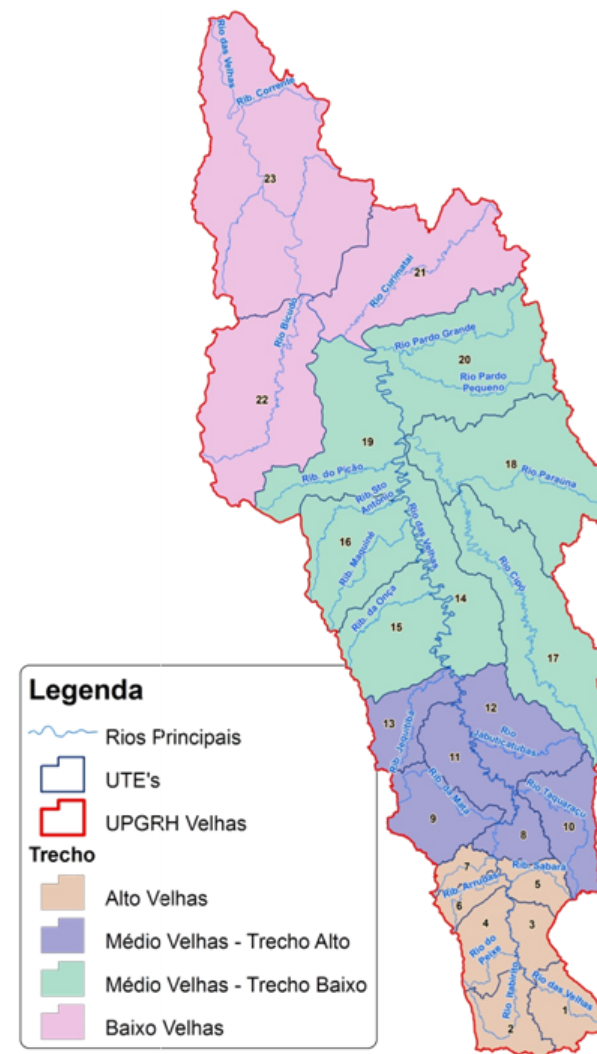 Rio das Velhas
Rib. Corrente
23
21
Rio Curimataí
Rio Bicudo
Rio Pardo Grande
20
Rio Pardo
Pequeno
22
19
18
Rib. do Picão
Rio Paraúna
Rib. Sto
Antônio
Rio das Velhas
16
Rib. Maquiné
Rio Cipó
Rib. da Onça
14
15
17
Legenda
Rios Principais
UTE's
UPGRH Velhas
Trecho
Alto Velhas
Médio Velhas - Trecho Alto
Médio Velhas - Trecho Baixo
Baixo Velhas
12
13
Rib. Jequitibá
Rio
Jabuticatubas
11
Rib. da Mata
Rio Taquaraçu
9
8
10
7
Rib. Sabará
Rib. Arrudas
5
6
4
3
Rio do
Peixe
Rio Itabirito
Rio das Velhas
1
2